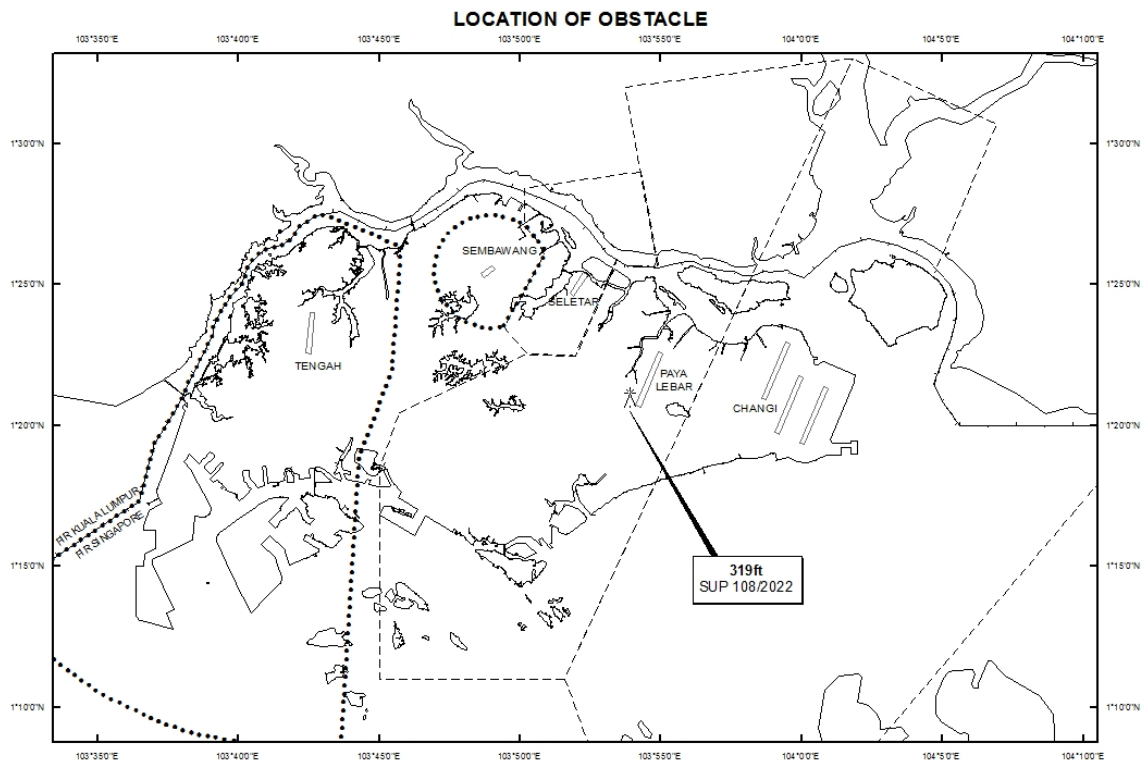 LOCATION OF OBSTACLE
103°35'0"E 103°40'0"E 103°45'0"E 103°50'0"E 103°55'0"E 104°0'0"E 104°5'0"E 104°10'0"E
1°30'0"N 1°30'0"N
SEMBAWANG
1°25'0"N 1°25'0"N
SELETAR
TENGAH
PAYA
LEBAR
CHANGI
1°20'0"N 1°20'0"N
FIR KUALA LUMPUR
FIR SINGAPORE
1°15'0"N 1°15'0"N
319ft
SUP 108/2022
1°10'0"N 1°10'0"N
103°35'0"E 103°40'0"E 103°45'0"E 103°50'0"E 103°55'0"E 104°0'0"E 104°5'0"E 104°10'0"E